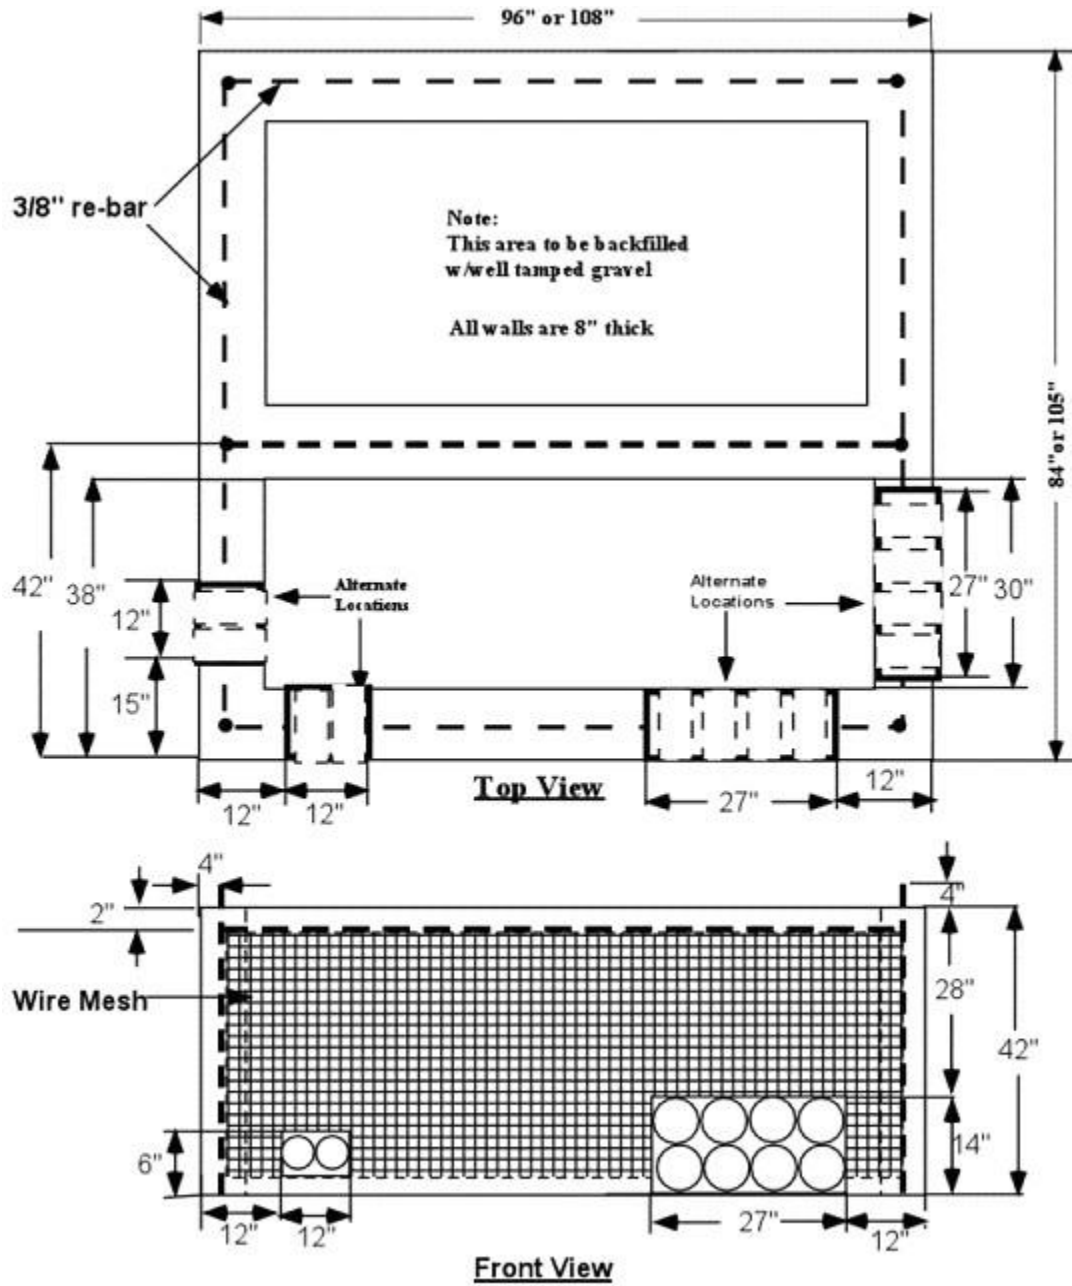 96" or 108"
3/8" re-bar
Note:
This area to be backfilled
w/well tamped gravel
All walls are 8" thick
84" or 105"
42"
38"
12"
15"
Alternate
Locations
Alternate
Locations
27"
30"
12"
12"
Top View
27"
12"
4"
2"
4"
Wire Mesh
28"
42"
6"
14"
12"
12"
27"
12"
Front View